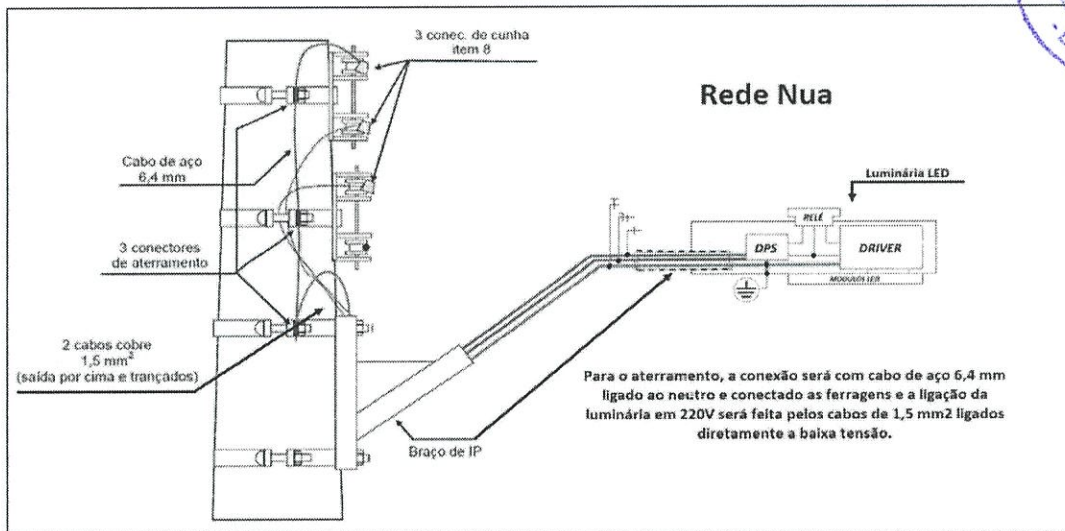 3 conec. de cunha
item 8
Rede Nua
Cabo de aço
6,4 mm
Luminária LED
RELÉ
DPS
DRIVER
MODULOS LED
3 conectores
de aterramento
2 cabos cobre
1,5 mm²
(saída por cima e trançados)
Para o aterramento, a conexão será com cabo de aço 6,4 mm
ligado ao neutro e conectado as ferragens e a ligação da
luminária em 220V será feita pelos cabos de 1,5 mm2 ligados
diretamente a baixa tensão.
Braço de IP